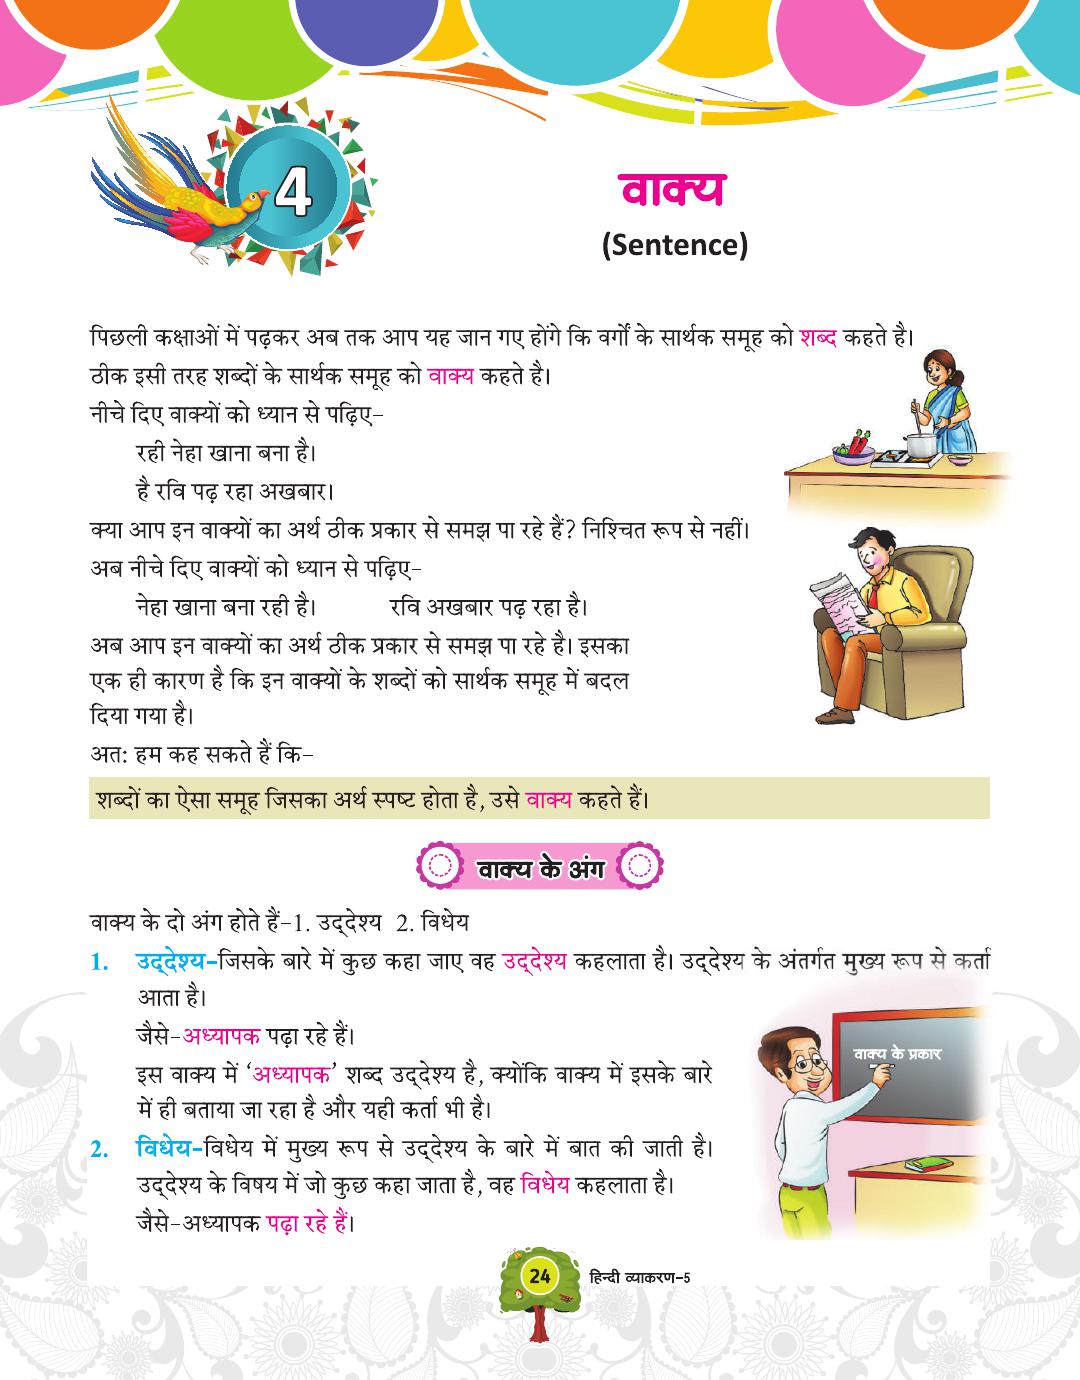 4
वाक्य
(Sentence)
पिछली कक्षाओं में पढ़कर अब तक आप यह जान गए होंगे कि वर्गों के सार्थक समूह को शब्द कहते है।
ठीक इसी तरह शब्दों के सार्थक समूह को वाक्य कहते है।
नीचे दिए वाक्यों को ध्यान से पढ़िए–
रही नेहा खाना बना है।
है रवि पढ़ रहा अखबार।
क्या आप इन वाक्यों का अर्थ ठीक प्रकार से समझ पा रहे हैं? निश्चित रूप से नहीं।
अब नीचे दिए वाक्यों को ध्यान से पढ़िए–
नेहा खाना बना रही है। रवि अखबार पढ़ रहा है।
अब आप इन वाक्यों का अर्थ ठीक प्रकार से समझ पा रहे है। इसका
एक ही कारण है कि इन वाक्यों के शब्दों को सार्थक समूह में बदल
दिया गया है।
अत: हम कह सकते हैं कि–
शब्दों का ऐसा समूह जिसका अर्थ स्पष्ट होता है, उसे वाक्य कहते हैं।
वाक्य के अंग
वाक्य के दो अंग होते हैं–1. उद्देश्य 2. विधेय
1. उद्देश्य–जिसके बारे में कुछ कहा जाए वह उद्देश्य कहलाता है। उद्देश्य के अंतर्गत मुख्य रूप से कर्ता
आता है।
जैसे–अध्यापक पढ़ा रहे हैं।
इस वाक्य में ‘अध्यापक’ शब्द उद्देश्य है, क्योंकि वाक्य में इसके बारे
में ही बताया जा रहा है और यही कर्ता भी है।
वाक्य के प्रकार
2. विधेय–विधेय में मुख्य रूप से उद्देश्य के बारे में बात की जाती है।
उद्देश्य के विषय में जो कुछ कहा जाता है, वह विधेय कहलाता है।
जैसे–अध्यापक पढ़ा रहे हैं।
24 हिन्दी व्याकरण–5